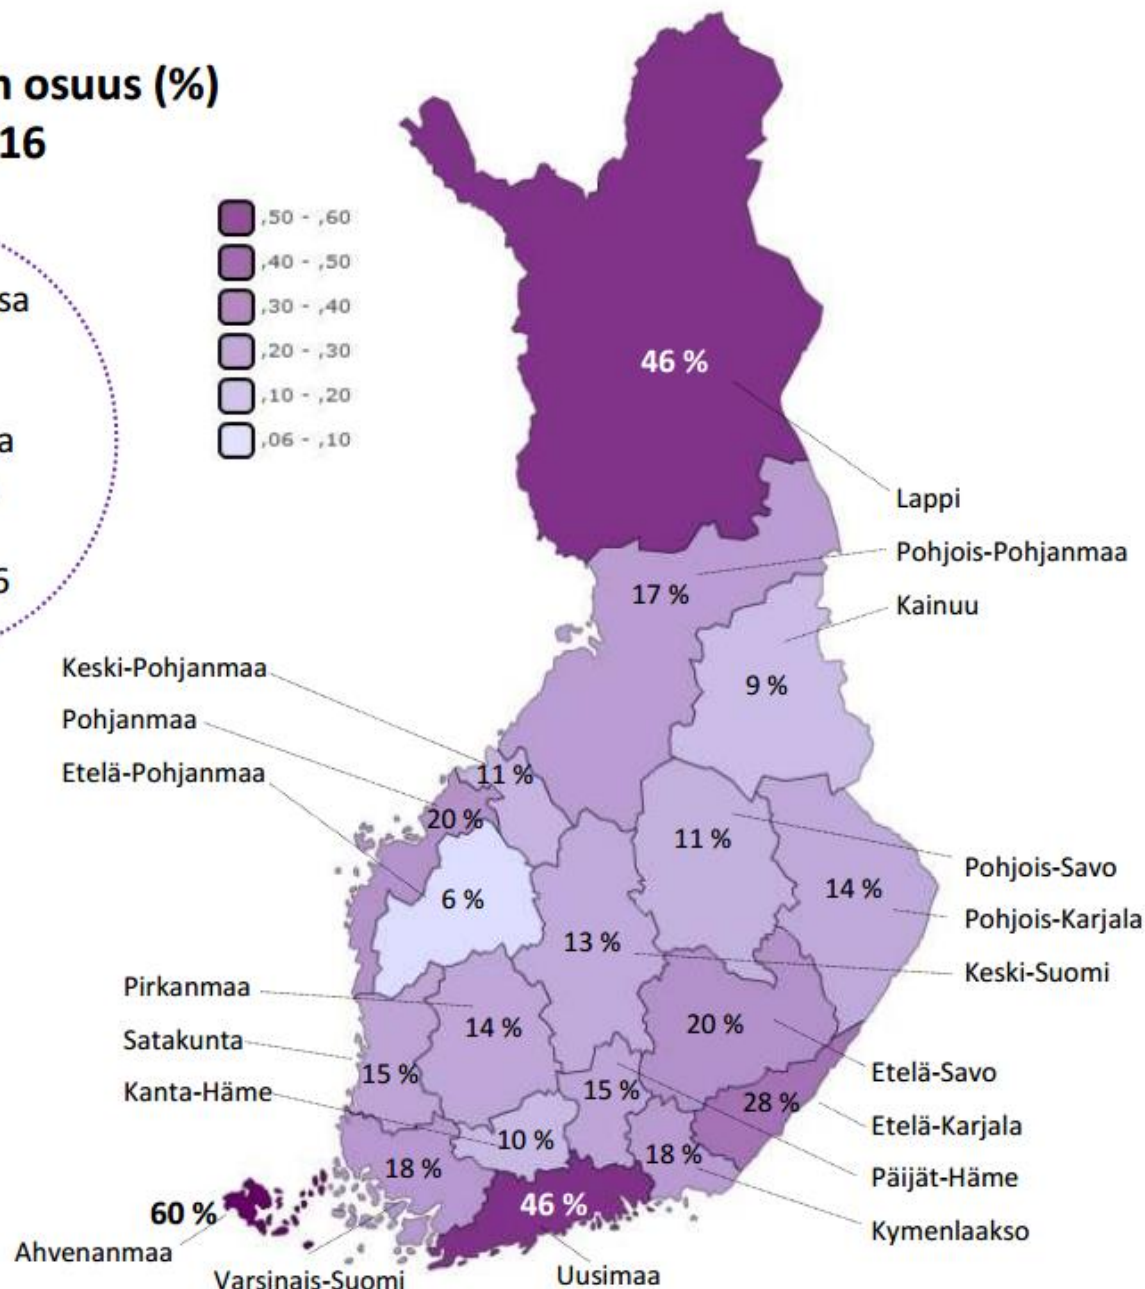 n osuus (%)
16
sa
a
6
,50 - ,60
,40 - ,50
,30 - ,40
,20 - ,30
,10 - ,20
,06 - ,10
46 %
Lappi
Pohjois-Pohjanmaa
17 %
Kainuu
Keski-Pohjanmaa
9 %
Pohjanmaa
Etelä-Pohjanmaa
11 %
20 %
11 %
Pohjois-Savo
6 %
14 %
Pohjois-Karjala
13 %
Keski-Suomi
Pirkanmaa
14 %
20 %
Satakunta
15 %
Etelä-Savo
Kanta-Häme
15 %
28 %
Etelä-Karjala
10 %
18 %
18 %
Päijät-Häme
60 %
46 %
Kymenlaakso
Ahvenanmaa
Varsinais-Suomi
Uusimaa